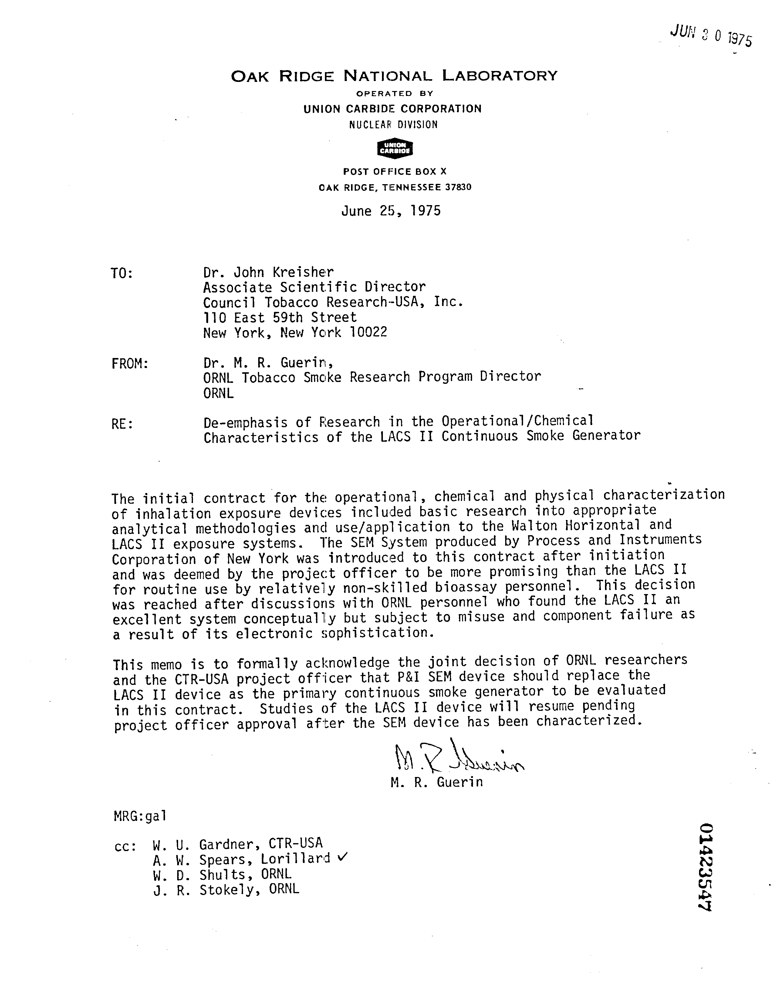 JUN 30 1975
OAK RIDGE NATIONAL LABORATORY
OPERATED BY
UNION CARBIDE CORPORATION
NUCLEAR DIVISION
UNION
CARBIDE
POST OFFICE BOX X
OAK RIDGE, TENNESSEE 37830
June 25, 1975
TO: Dr. John Kreisher
Associate Scientific Director
Council Tobacco Research-USA, Inc.
110 East 59th Street
New York, New York 10022
FROM: Dr. M. R. Guerin,
ORNL Tobacco Smoke Research Program Director
ORNL
RE: De-emphasis of Research in the Operational/Chemical
Characteristics of the LACS II Continuous Smoke Generator
The initial contract for the operational, chemical and physical characterization
of inhalation exposure devices included basic research into appropriate
analytical methodologies and use/application to the Walton Horizontal and
LACS II exposure systems. The SEM System produced by Process and Instruments
Corporation of New York was introduced to this contract after initiation
and was deemed by the project officer to be more promising than the LACS II
for routine use by relatively non-skilled bioassay personnel. This decision
was reached after discussions with ORNL personnel who found the LACS II an
excellent system conceptually but subject to misuse and component failure as
a result of its electronic sophistication.
This memo is to formally acknowledge the joint decision of ORNL researchers
and the CTR-USA project officer that P&I SEM device should replace the
LACS II device as the primary continuous smoke generator to be evaluated
in this contract. Studies of the LACS II device will resume pending
project officer approval after the SEM device has been characterized.
M. R. Guerin
M. R. Guerin
MRG:gal
cc: W. U. Gardner, CTR-USA
A. W. Spears, Lorillard ✓
W. D. Shults, ORNL
J. R. Stokely, ORNL
01423547